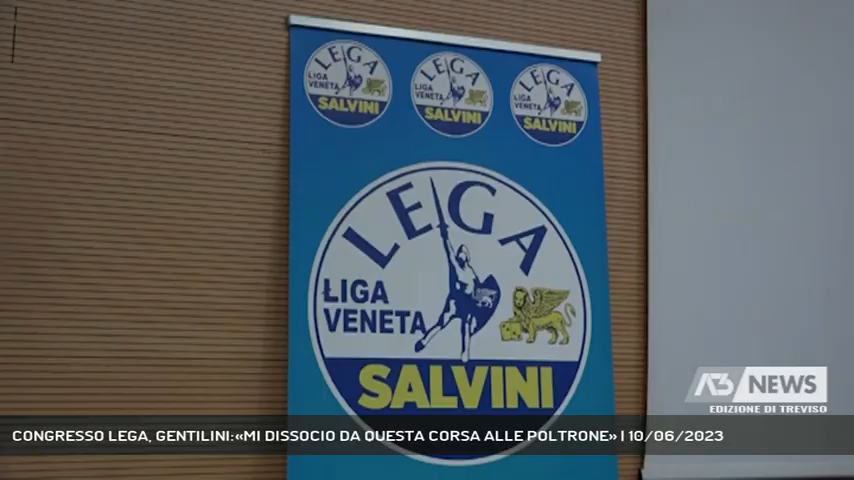 LEGA
LIGA
VENETA
SALVINI
LEGA
LIGA
VENETA
SALVINI
LEGA
LIGA
VENETA
SALVINI
LEGA
ŁIGA
VENETA
SALVINI
A3 NEWS
EDIZIONE DI TREVISO
CONGRESSO LEGA, GENTILINI:«MI DISSOCIO DA QUESTA CORSA ALLE POLTRONE» | 10/06/2023